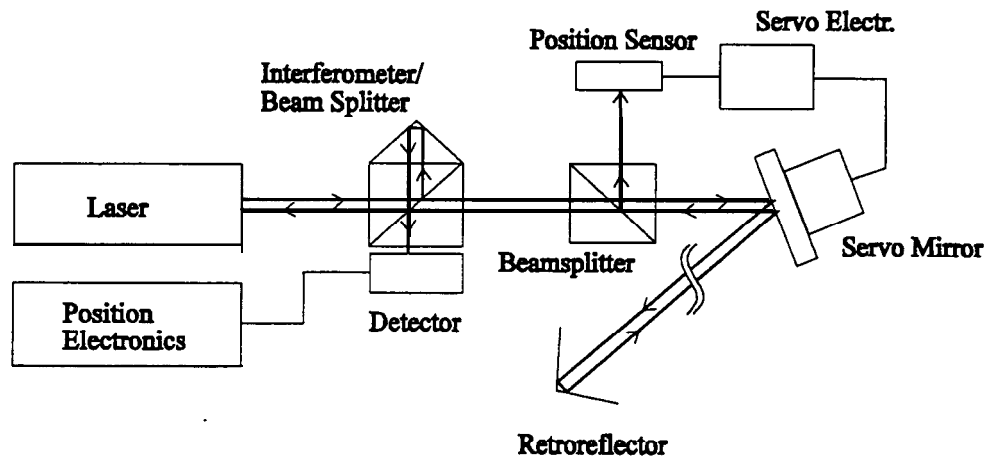 Servo Electr.
Position Sensor
Interferometer/
Beam Splitter
Laser
Servo Mirror
Beamsplitter
Position
Electronics
Detector
Retroreflector